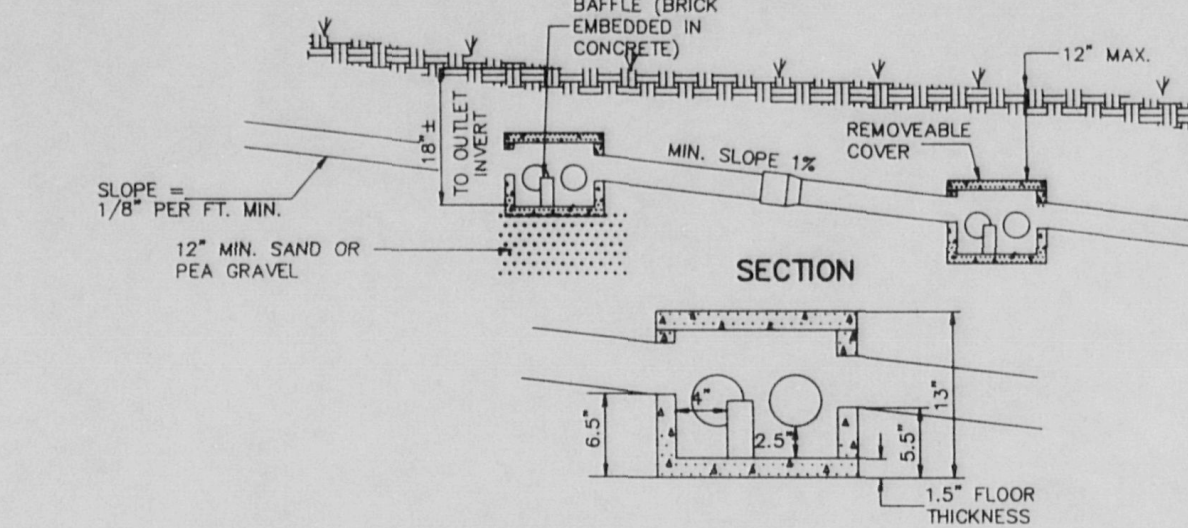 BAFFLE (BRICK
EMBEDDED IN
CONCRETE)
12" MAX.
18"±
TO OUTLET
INVERT
REMOVEABLE
COVER
MIN. SLOPE 1%
SLOPE =
1/8" PER FT. MIN.
12" MIN. SAND OR
PEA GRAVEL
SECTION
4"
6.5"
2.5"
5.5"
13"
1.5" FLOOR
THICKNESS